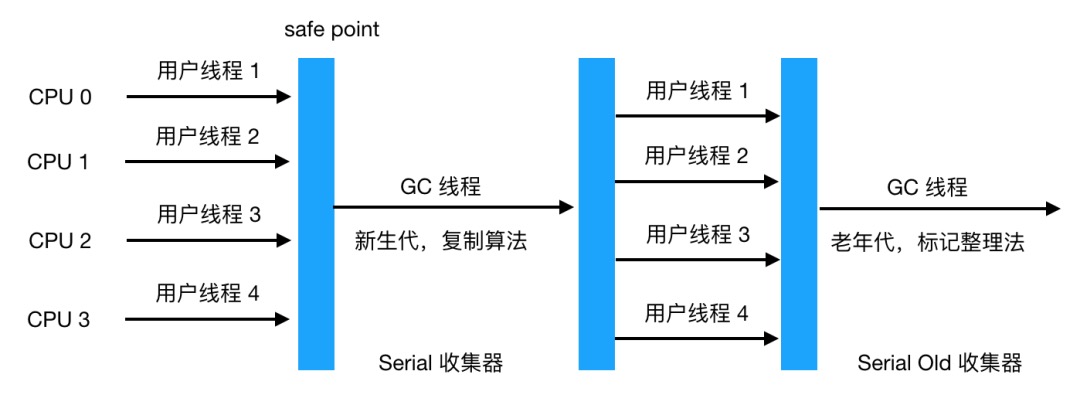 safe point
CPU 0
用户线程 1
CPU 1
用户线程 2
CPU 2
用户线程 3
CPU 3
用户线程 4
GC 线程
新生代，复制算法
Serial 收集器
用户线程 1
用户线程 2
用户线程 3
用户线程 4
GC 线程
老年代，标记整理法
Serial Old 收集器